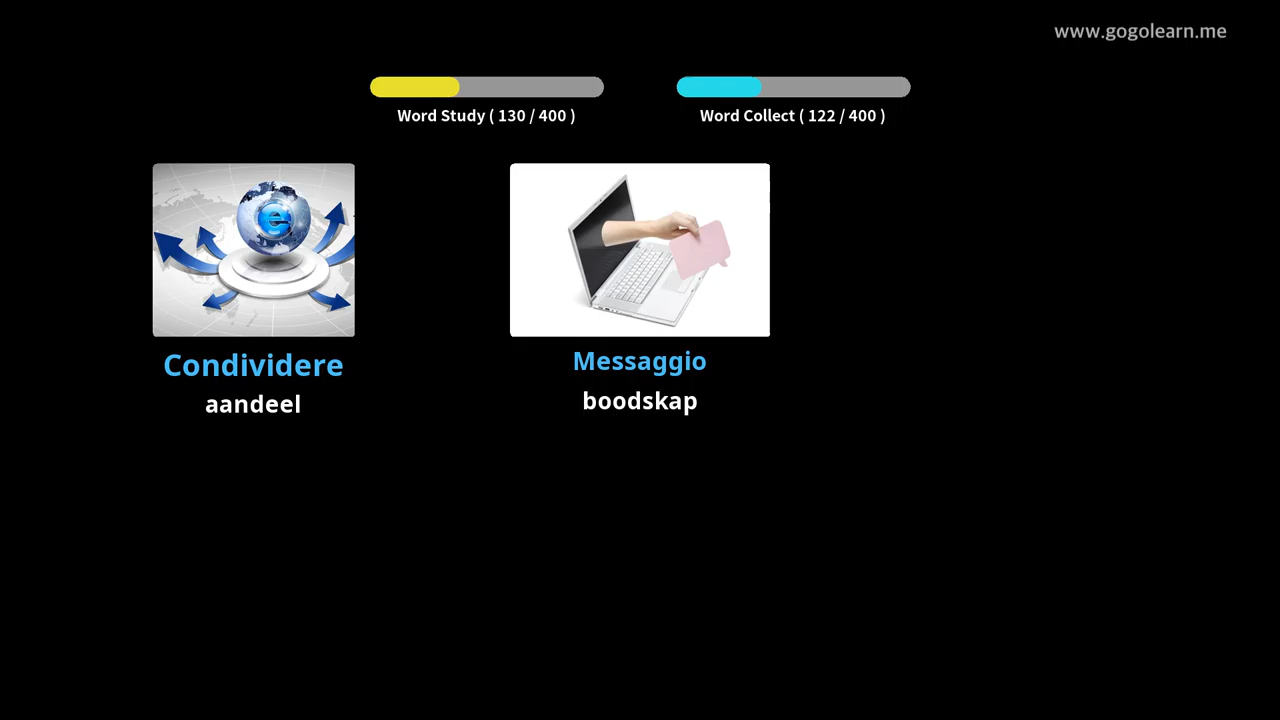 www.gogolearn.me
Word Study ( 130 / 400 )
Word Collect ( 122 / 400 )
e
Condividere
aandeel
Messaggio
boodskap